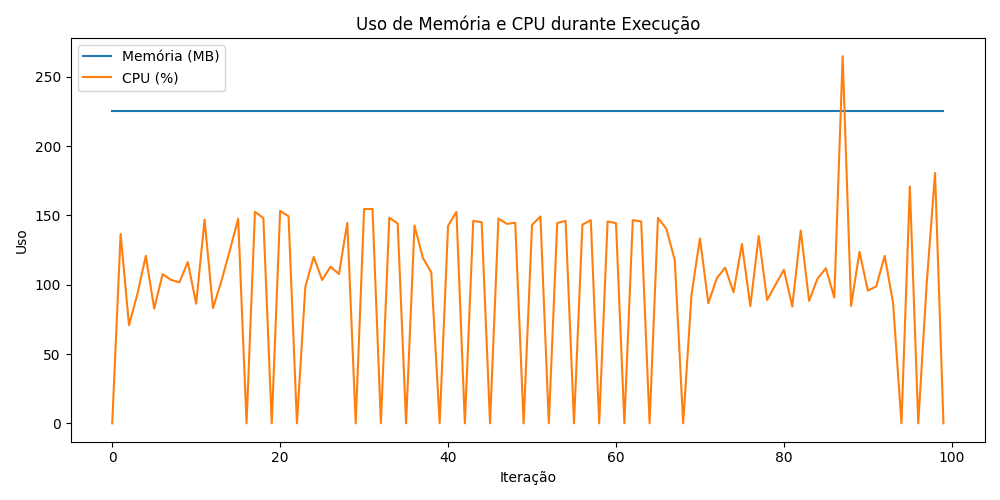 Uso de Memória e CPU durante Execução
Memória (MB)
CPU (%)
250
200
150
100
50
0
Uso
0 20 40 60 80 100
Iteração